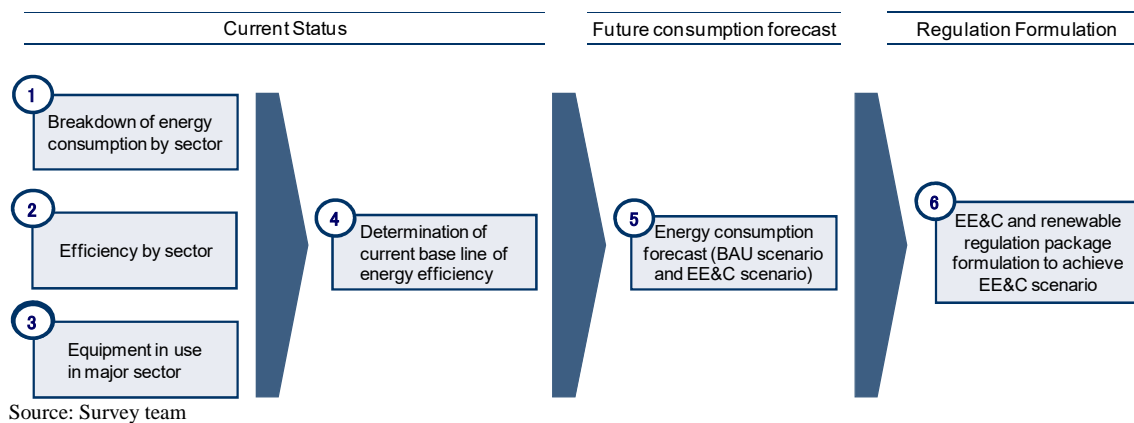 Current Status
Future consumption forecast
Regulation Formulation
1
Breakdown of energy
consumption by sector
2
Efficiency by sector
3
Equipment in use
in major sector
4
Determination of
current base line of
energy efficiency
5
Energy consumption
forecast (BAU scenario
and EE&C scenario)
6
EE&C and renewable
regulation package
formulation to achieve
EE&C scenario
Source: Survey team